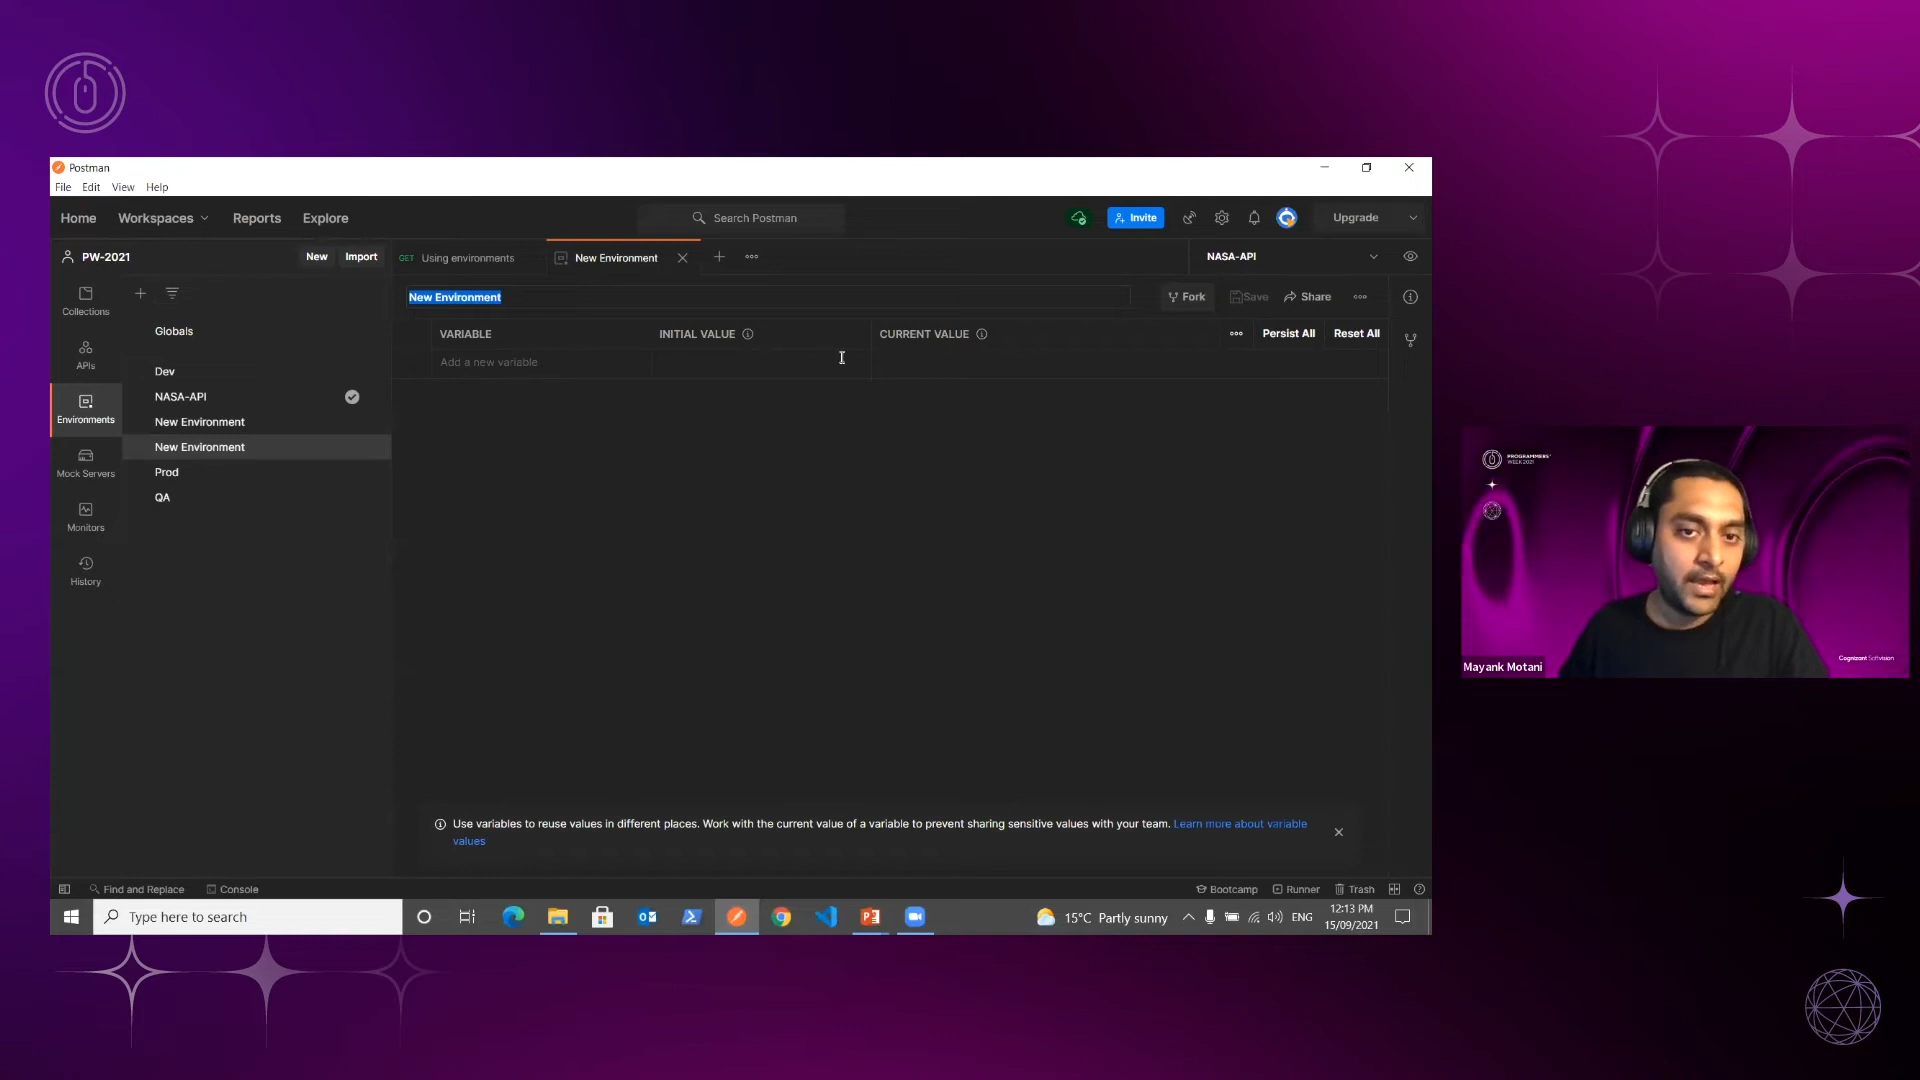 Postman
File Edit View Help
Home Workspaces Reports Explore
Search Postman
Invite
Upgrade
PW-2021
New Import
GET Using environments
New Environment
NASA-API
New Environment
Fork Save Share
VARIABLE INITIAL VALUE CURRENT VALUE Persist All Reset All
Add a new variable
Collections
APIs
Environments
Mock Servers
Monitors
History
Globals
Dev
NASA-API
New Environment
New Environment
Prod
QA
Use variables to reuse values in different places. Work with the current value of a variable to prevent sharing sensitive values with your team. Learn more about variable
values
Find and Replace Console
Bootcamp Runner Trash
Type here to search
15°C Partly sunny
ENG
12:13 PM
15/09/2021
PROGRAMMERS'
WEEK 2021
Cognizant Softvision
Mayank Motani